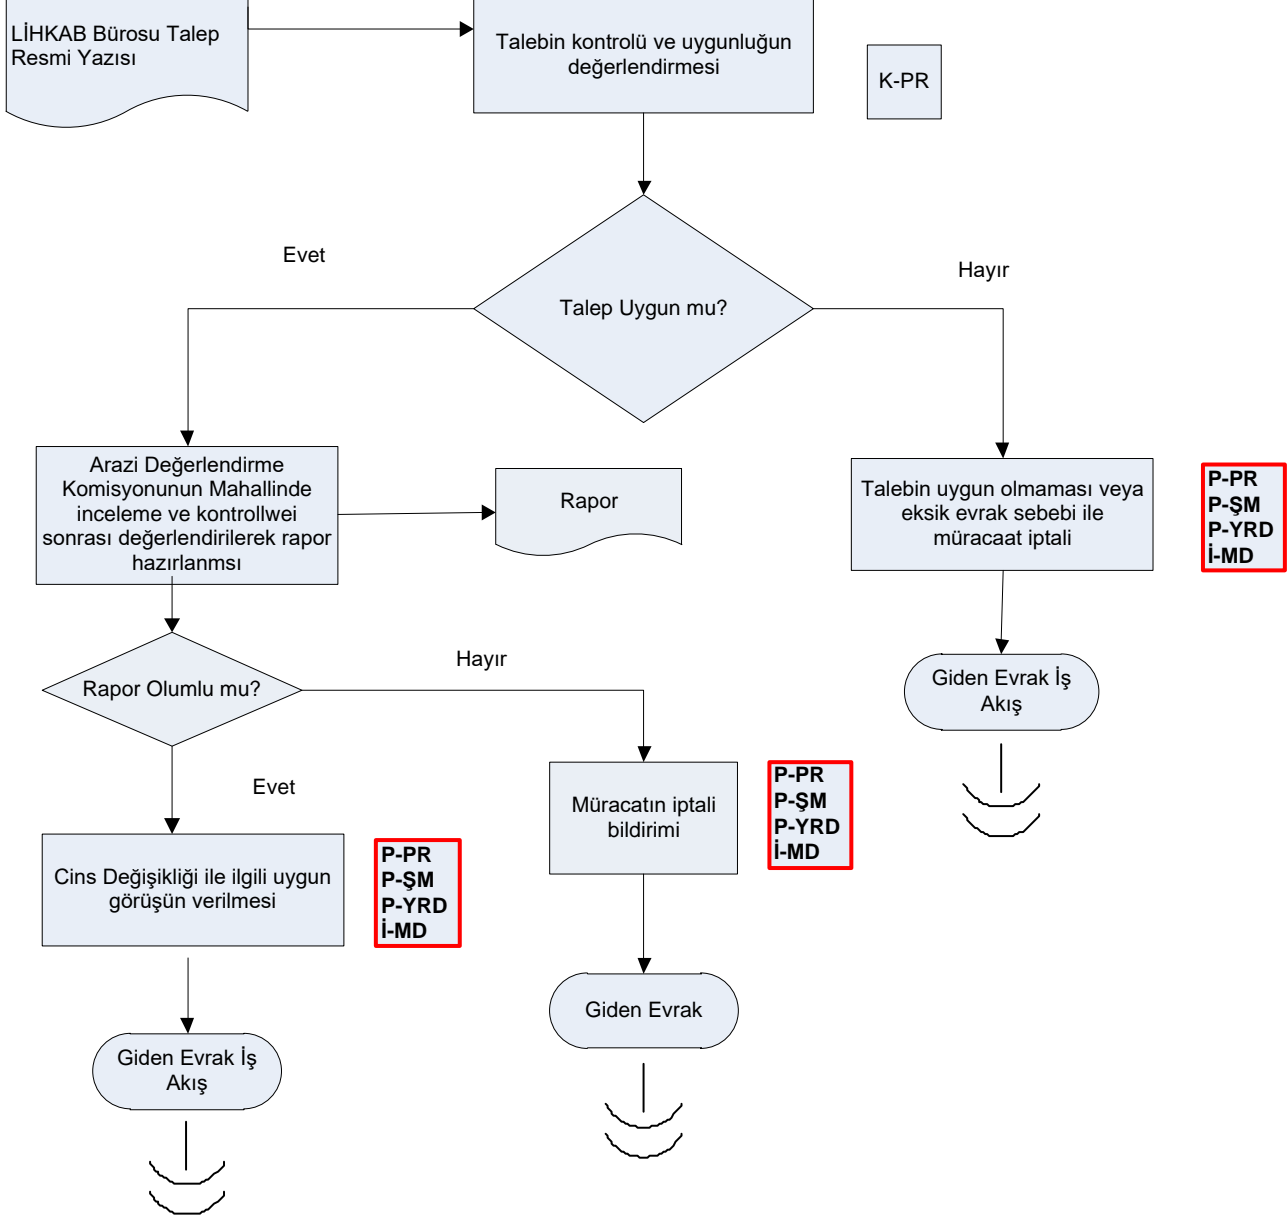 LİHKAB Bürosu Talep
Resmi Yazısı
Talebin kontrolü ve uygunluğun
değerlendirmesi
K-PR
Evet
Talep Uygun mu?
Hayır
Arazi Değerlendirme
Komisyonunun Mahallinde
inceleme ve kontrollwei
sonrası değerlendirilerek rapor
hazırlanmsı
Rapor
Talebin uygun olmaması veya
eksik evrak sebebi ile
müracaat iptali
P-PR
P-ŞM
P-YRD
İ-MD
Giden Evrak İş
Akış
Rapor Olumlu mu?
Hayır
Evet
Müracatın iptali
bildirimi
P-PR
P-ŞM
P-YRD
İ-MD
Cins Değişikliği ile ilgili uygun
görüşün verilmesi
P-PR
P-ŞM
P-YRD
İ-MD
Giden Evrak
Giden Evrak İş
Akış